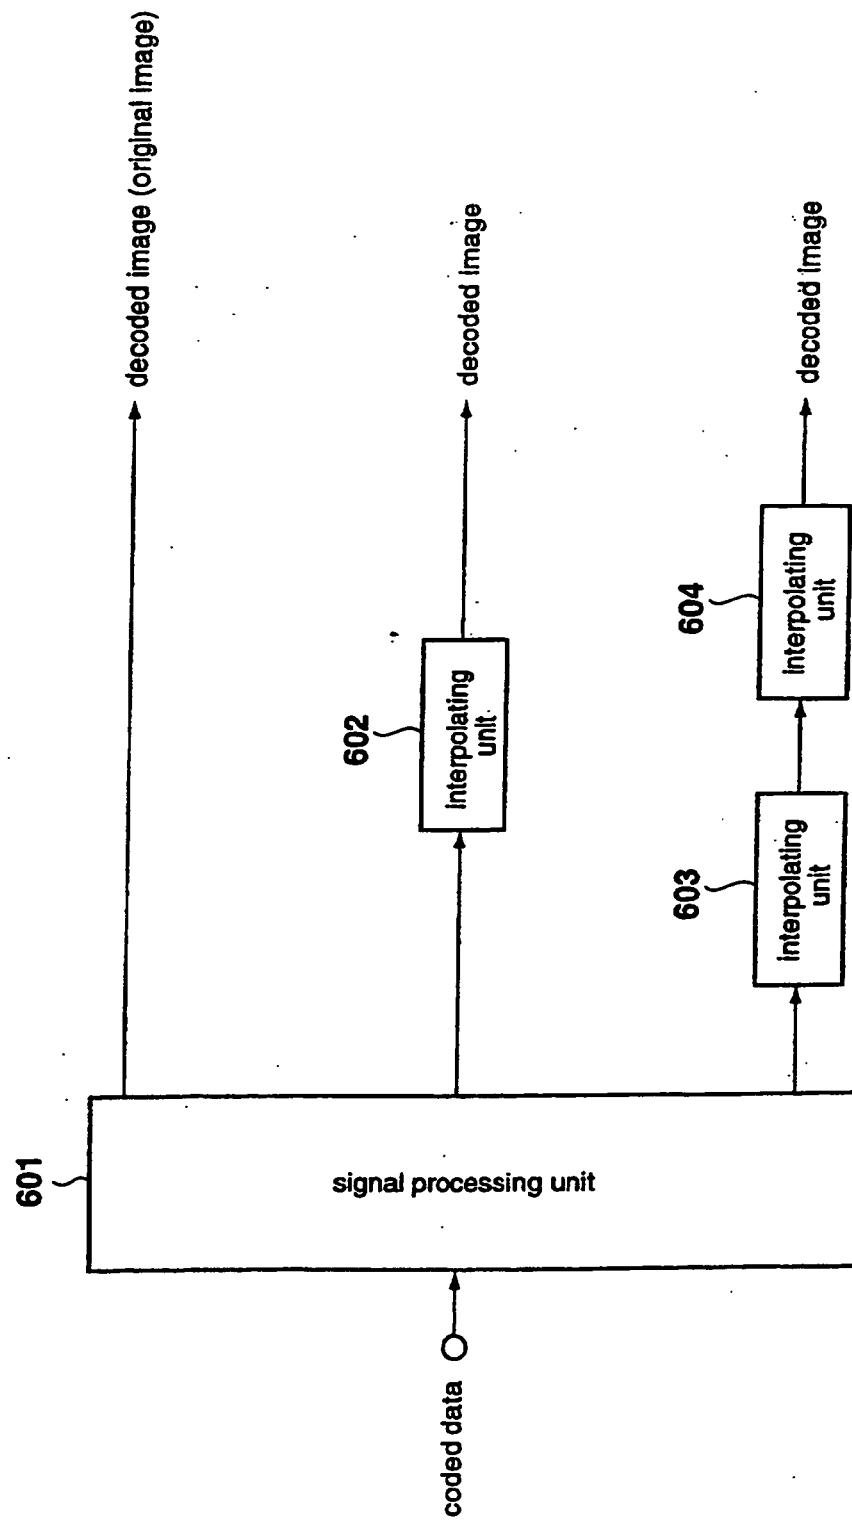 601
signal processing unit
coded data
decoded image (original image)
602
interpolating
unit
decoded image
603
interpolating
unit
604
interpolating
unit
decoded image